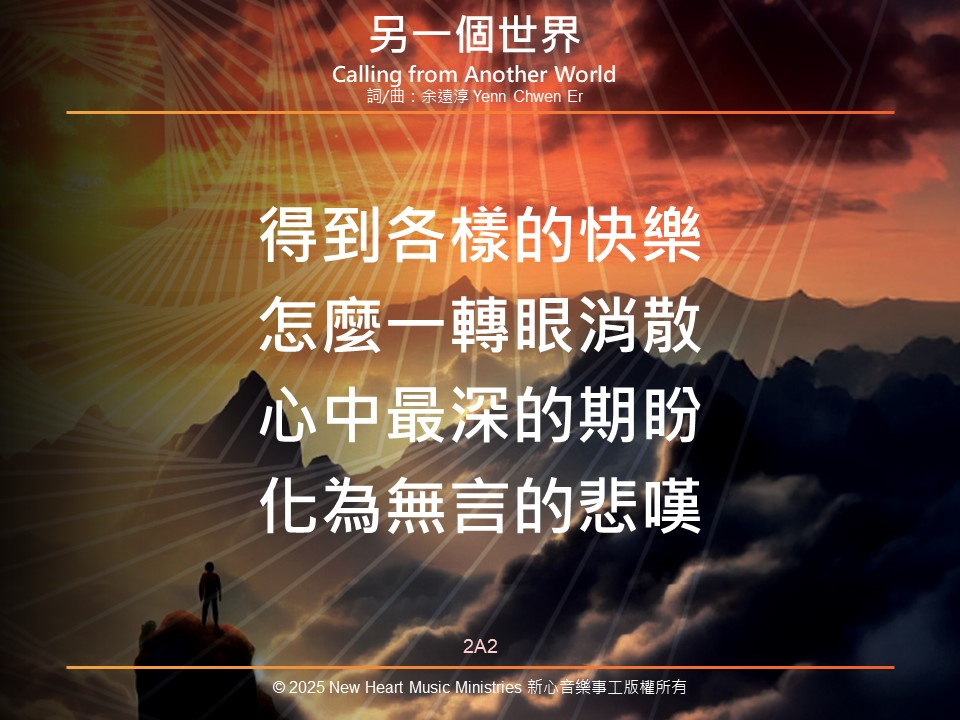 另一個世界
Calling from Another World
詞/曲：余遠淳 Yenn Chwen Er
得到各樣的快樂
怎麼一轉眼消散
心中最深的期盼
化為無言的悲嘆
2A2
© 2025 New Heart Music Ministries 新心音樂事工版權所有